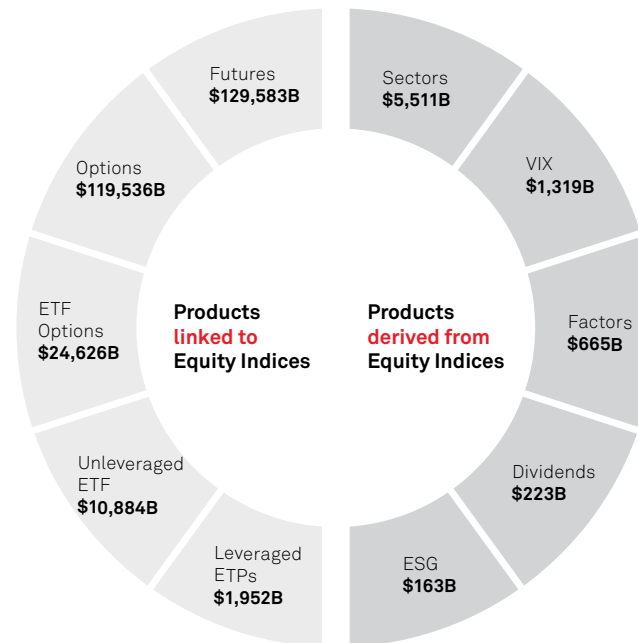 Futures
$129,583B
Options
$119,536B
ETF
Options
$24,626B
Unleveraged
ETF
$10,884B
Leveraged
ETPs
$1,952B
Products
linked to
Equity Indices
Products
derived from
Equity Indices
Sectors
$5,511B
VIX
$1,319B
Factors
$665B
Dividends
$223B
ESG
$163B